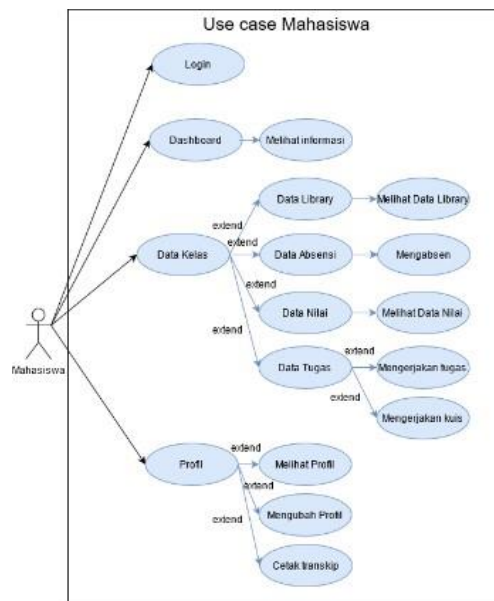 Use case Mahasiswa
Login
Dashboard
Melihat informasi
Data Library
Melihat Data Library
extend
extend
Data Kelas
Data Absensi
Mengabsen
extend
Data Nilai
Melihat Data Nilai
extend
Data Tugas
extend
Mengerjakan tugas
extend
Mengerjakan kuis
Mahasiswa
Profil
extend
Melihat Profil
extend
Mengubah Profil
extend
Cetak transkip